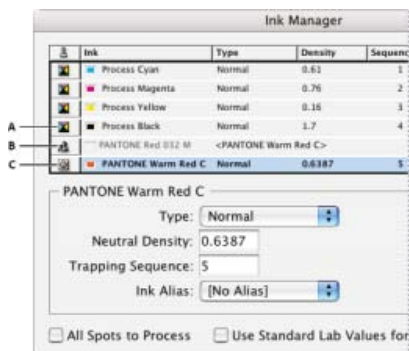 Ink Manager
Ink Type Density Sequenc
Process Cyan Normal 0.61 1
Process Magenta Normal 0.76 2
Process Yellow Normal 0.16 3
A Process Black Normal 1.7 4
B PANTONE Red 032 M <PANTONE Warm Red C>
C PANTONE Warm Red C Normal 0.6387 5
PANTONE Warm Red C
Type: Normal
Neutral Density: 0.6387
Trapping Sequence: 5
Ink Alias: [No Alias]
All Spots to Process Use Standard Lab Values for